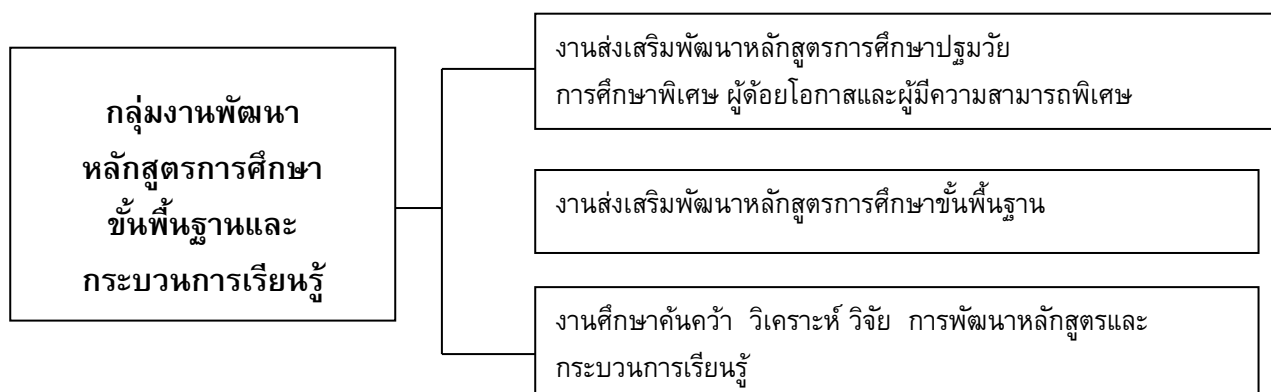 กลุ่มงานพัฒนา
หลักสูตรการศึกษา
ขั้นพื้นฐานและ
กระบวนการเรียนรู้
งานส่งเสริมพัฒนาหลักสูตรการศึกษาปฐมวัย
การศึกษาพิเศษ ผู้ด้อยโอกาสและผู้มีความสามารถพิเศษ
งานส่งเสริมพัฒนาหลักสูตรการศึกษาขั้นพื้นฐาน
งานศึกษาค้นคว้า วิเคราะห์ วิจัย การพัฒนาหลักสูตรและ
กระบวนการเรียนรู้